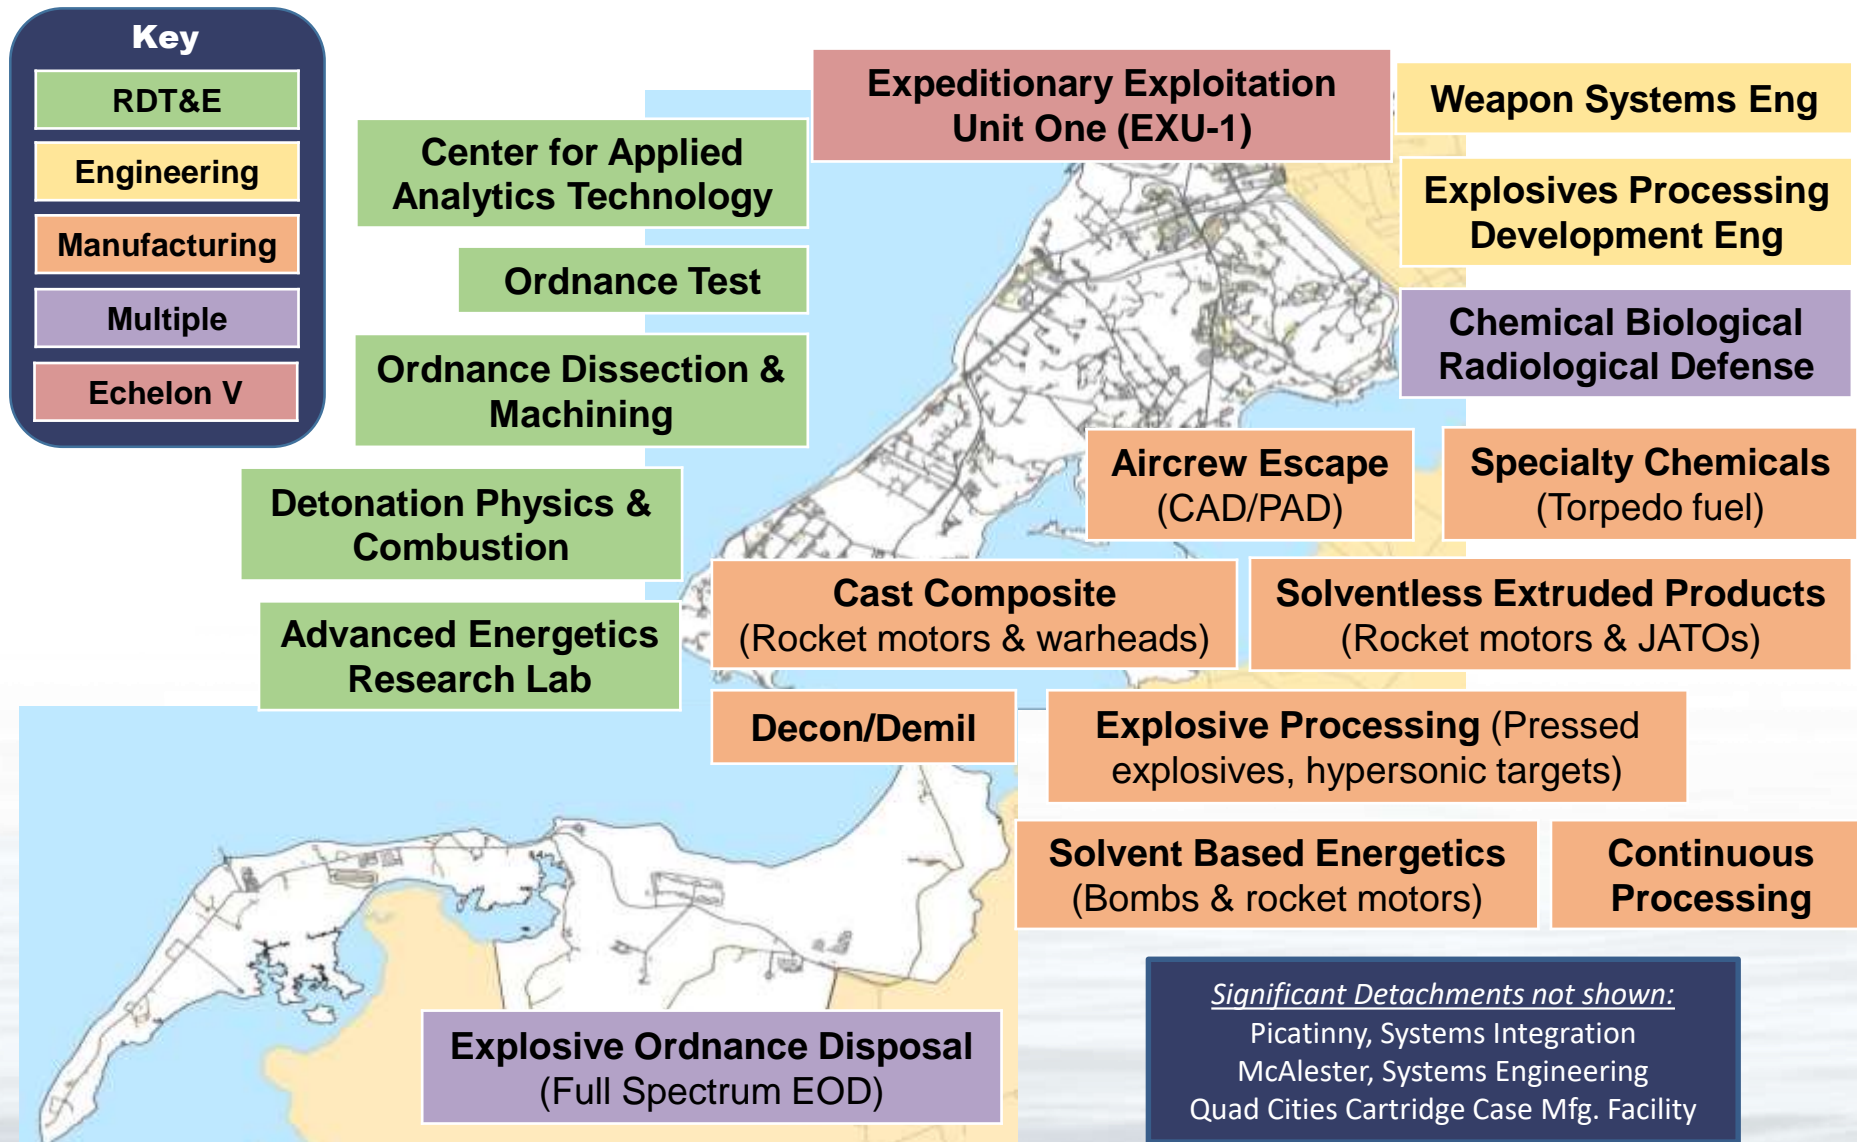 Key
RDT&E
Engineering
Manufacturing
Multiple
Echelon V
Expeditionary Exploitation
Unit One (EXU-1)
Weapon Systems Eng
Center for Applied
Analytics Technology
Explosives Processing
Development Eng
Ordnance Test
Chemical Biological
Radiological Defense
Ordnance Dissection &
Machining
Aircrew Escape
(CAD/PAD)
Specialty Chemicals
(Torpedo fuel)
Detonation Physics &
Combustion
Cast Composite
(Rocket motors & warheads)
Solventless Extruded Products
(Rocket motors & JATOs)
Advanced Energetics
Research Lab
Decon/Demil
Explosive Processing (Pressed
explosives, hypersonic targets)
Solvent Based Energetics
(Bombs & rocket motors)
Continuous
Processing
Explosive Ordnance Disposal
(Full Spectrum EOD)
Significant Detachments not shown:
Picatinny, Systems Integration
McAlester, Systems Engineering
Quad Cities Cartridge Case Mfg. Facility